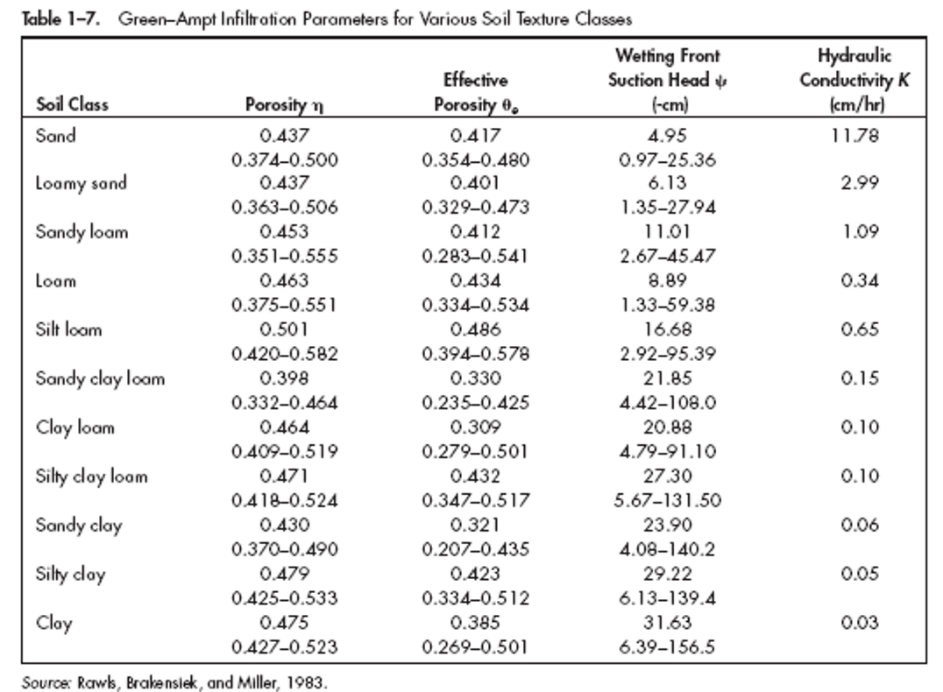 Table 1–7. Green–Ampt Infiltration Parameters for Various Soil Texture Classes
Wetting Front Hydraulic
Effective Suction Head ψ Conductivity K
Soil Class Porosity η Porosity θe (-cm) (cm/hr)
Sand 0.437 0.417 4.95 11.78
0.374–0.500 0.354–0.480 0.97–25.36
Loamy sand 0.437 0.401 6.13 2.99
0.363–0.506 0.329–0.473 1.35–27.94
Sandy loam 0.453 0.412 11.01 1.09
0.351–0.555 0.283–0.541 2.67–45.47
Loam 0.463 0.434 8.89 0.34
0.375–0.551 0.334–0.534 1.33–59.38
Silt loam 0.501 0.486 16.68 0.65
0.420–0.582 0.394–0.578 2.92–95.39
Sandy clay loam 0.398 0.330 21.85 0.15
0.332–0.464 0.235–0.425 4.42–108.0
Clay loam 0.464 0.309 20.88 0.10
0.409–0.519 0.279–0.501 4.79–91.10
Silty clay loam 0.471 0.432 27.30 0.10
0.418–0.524 0.347–0.517 5.67–131.50
Sandy clay 0.430 0.321 23.90 0.06
0.370–0.490 0.207–0.435 4.08–140.2
Silty clay 0.479 0.423 29.22 0.05
0.425–0.533 0.334–0.512 6.13–139.4
Clay 0.475 0.385 31.63 0.03
0.427–0.523 0.269–0.501 6.39–156.5
Source: Rawls, Brakensiek, and Miller, 1983.